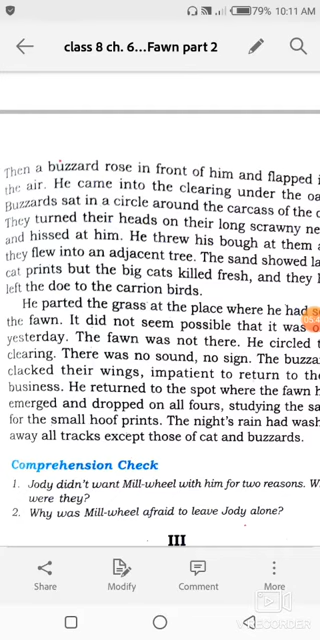 79% 10:11 AM
class 8 ch. 6...Fawn part 2
Then a buzzard rose in front of him and flapped
the air. He came into the clearing under the
Buzzards sat in a circle around the carcass of the
They turned their heads on their long scrawny
and hissed at him. He threw his bough at them
they flew into an adjacent tree. The sand showed
cat prints but the big cats killed fresh, and they
left the doe to the carrion birds.
He parted the grass at the place where he had
the fawn. It did not seem possible that it was
yesterday. The fawn was not there. He circled
clearing. There was no sound, no sign. The
clacked their wings, impatient to return to
business. He returned to the spot where the fawn
emerged and dropped on all fours, studying the
for the small hoof prints. The night's rain had
away all tracks except those of cat and buzzards.
Comprehension Check
1. Jody didn't want Mill-wheel with him for two reasons.
were they?
2. Why was Mill-wheel afraid to leave Jody alone?
III
Share Modify Comment More
RECORDER